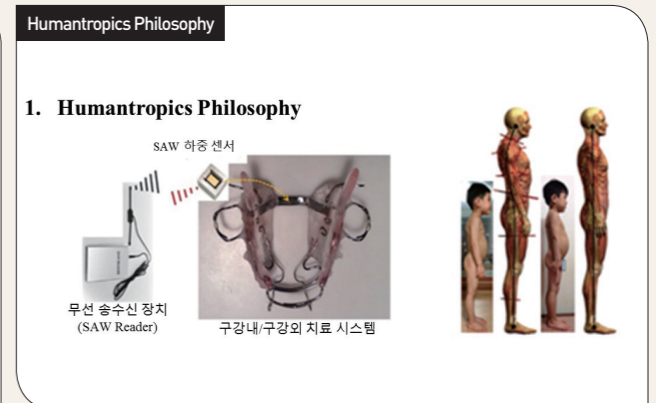 Humantropics Philosophy
1. Humantropics Philosophy
SAW 하중 센서
무선 송수신 장치
(SAW Reader)
구강내/구강외 치료 시스템